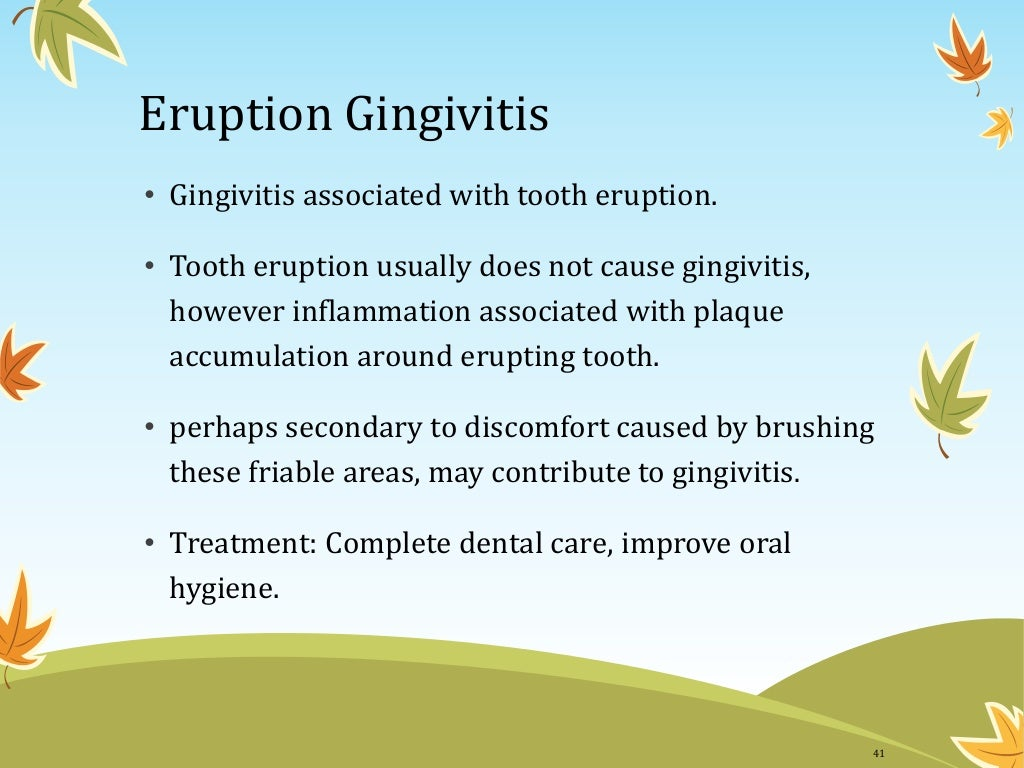 Eruption Gingivitis
• Gingivitis associated with tooth eruption.
• Tooth eruption usually does not cause gingivitis,
however inflammation associated with plaque
accumulation around erupting tooth.
• perhaps secondary to discomfort caused by brushing
these friable areas, may contribute to gingivitis.
• Treatment: Complete dental care, improve oral
hygiene.
41